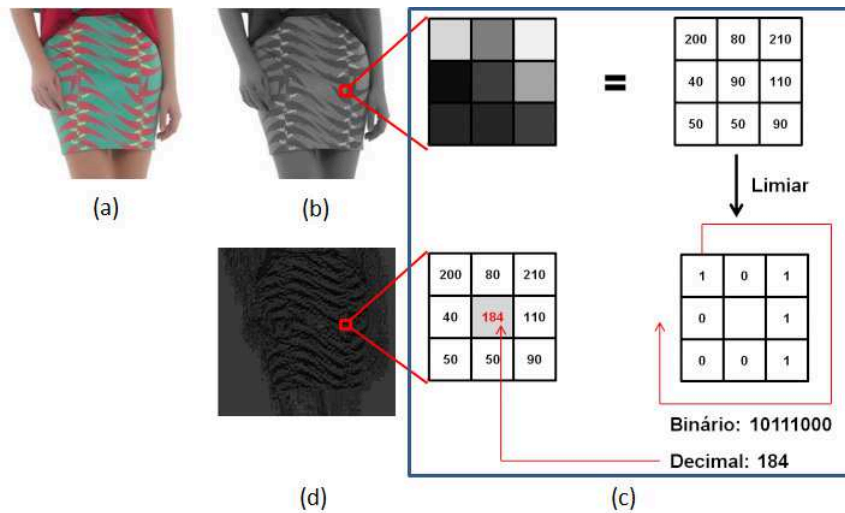 200 80 210
40 90 110
50 50 90
(a)
(b)
Limiar
200 80 210
40 184 110
50 50 90
1 0 1
0 1
0 0 1
Binário: 10111000
Decimal: 184
(d)
(c)